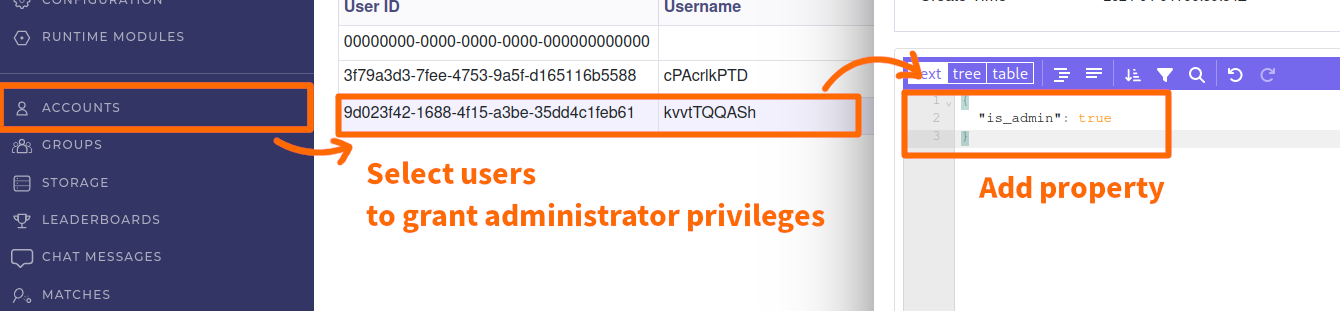 CONFIGURATION
RUNTIME MODULES
ACCOUNTS
GROUPS
STORAGE
LEADERBOARDS
CHAT MESSAGES
MATCHES
User ID Username
00000000-0000-0000-0000-000000000000
3f79a3d3-7fee-4753-9a5f-d165116b5588 cPAcrlkPTD
9d023f42-1688-4f15-a3be-35dd4c1feb61 kvvtTQQASh
Select users
to grant administrator privileges
tree table
1 {
2 "is_admin": true
3 }
Add property